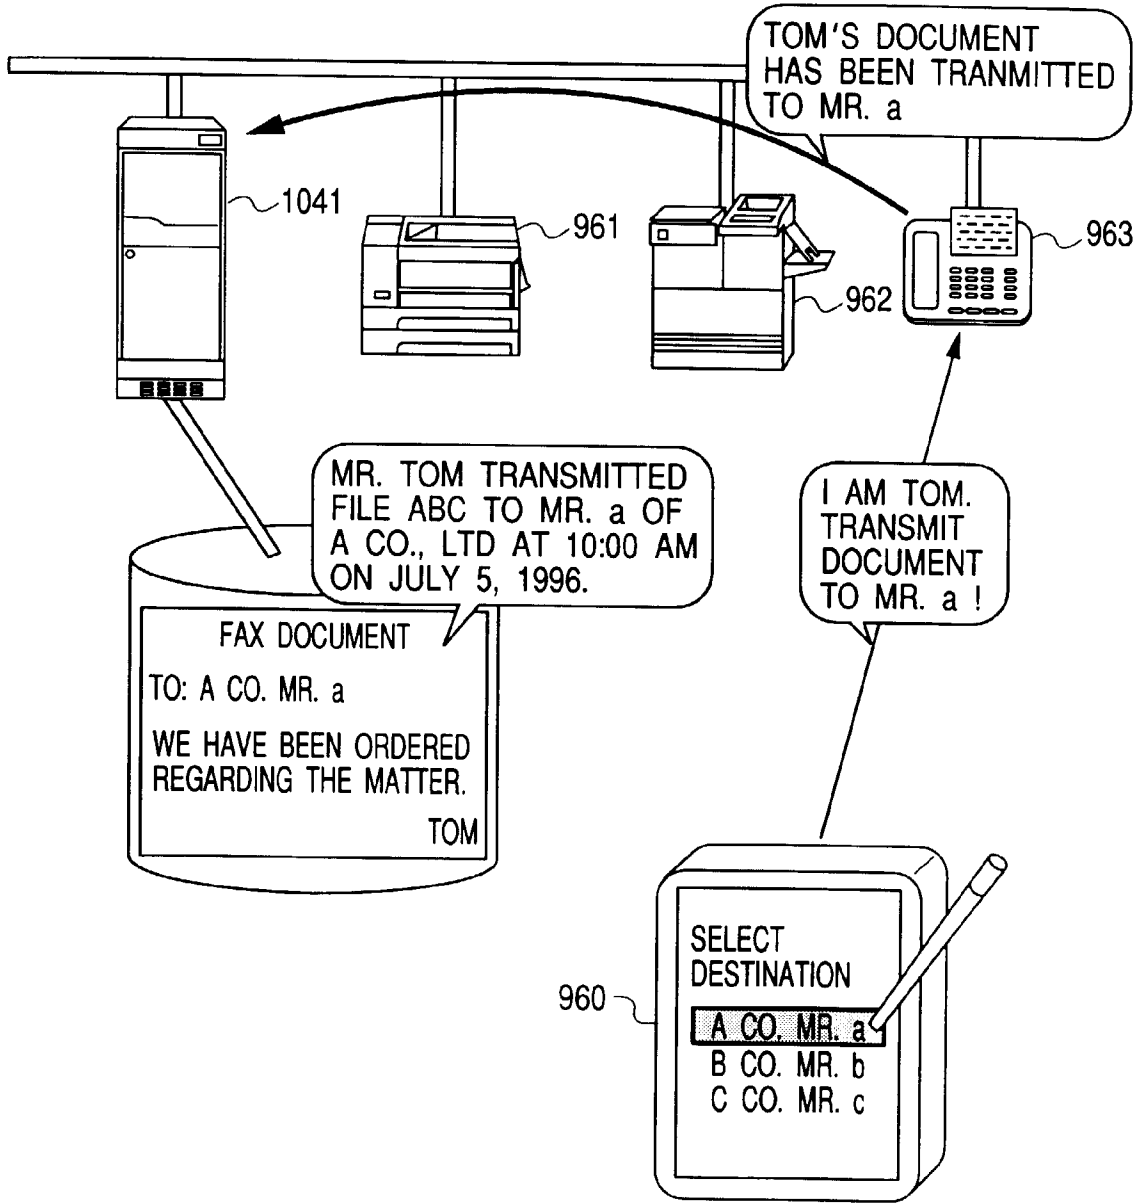 TOM'S DOCUMENT
HAS BEEN TRANMITTED
TO MR. a
1041
961
962
963
MR. TOM TRANSMITTED
FILE ABC TO MR. a OF
A CO., LTD AT 10:00 AM
ON JULY 5, 1996.
I AM TOM.
TRANSMIT
DOCUMENT
TO MR. a !
FAX DOCUMENT
TO: A CO. MR. a
WE HAVE BEEN ORDERED
REGARDING THE MATTER.
TOM
SELECT
DESTINATION
960
A CO. MR. a
B CO. MR. b
C CO. MR. c